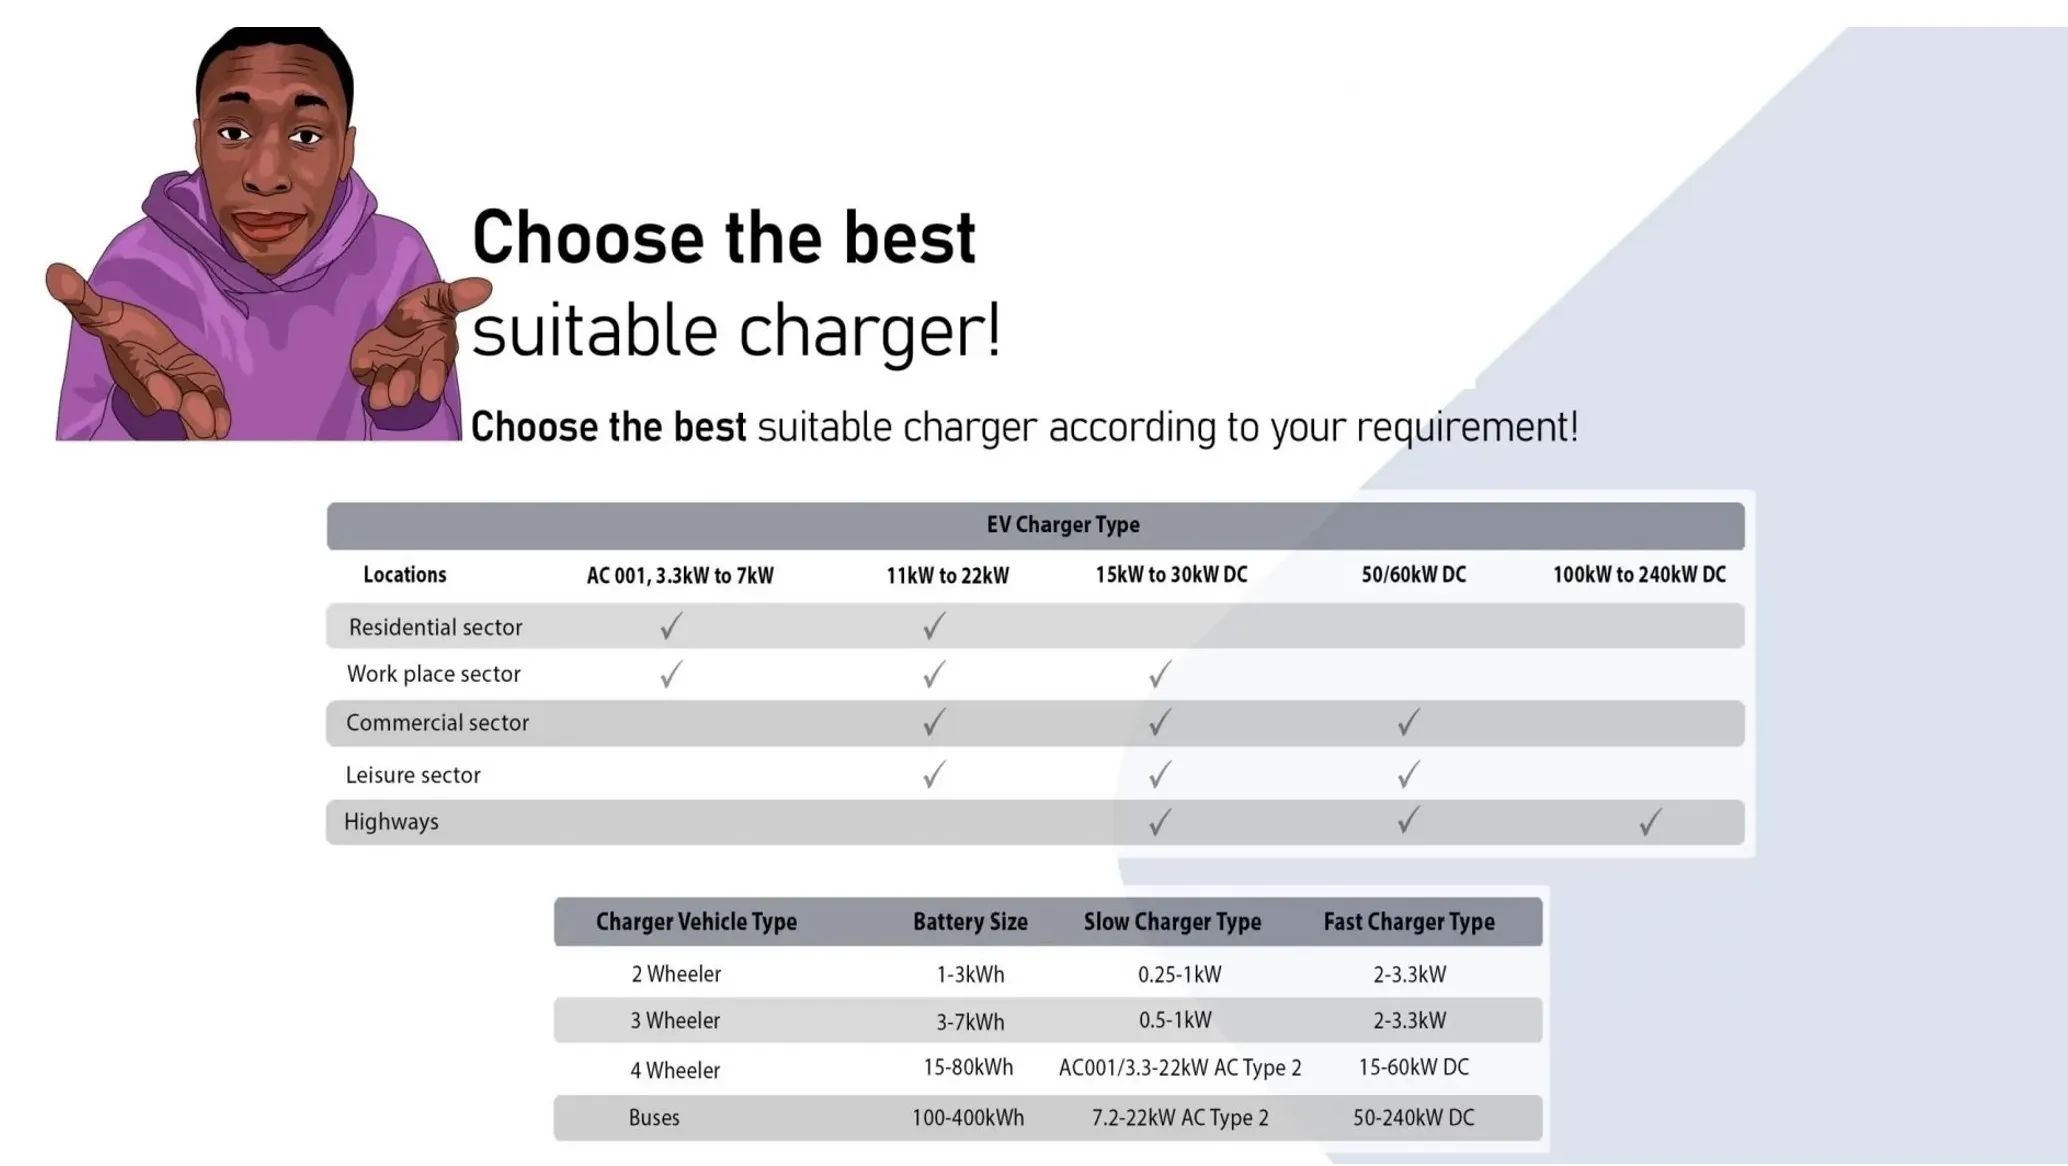 Choose the best
suitable charger!
Choose the best suitable charger according to your requirement!
EV Charger Type
Locations AC 001, 3.3kW to 7kW 11kW to 22kW 15kW to 30kW DC 50/60kW DC 100kW to 240kW DC
Residential sector ✓ ✓
Work place sector ✓ ✓ ✓
Commercial sector ✓ ✓ ✓
Leisure sector ✓ ✓ ✓
Highways ✓ ✓ ✓
Charger Vehicle Type Battery Size Slow Charger Type Fast Charger Type
2 Wheeler 1-3kWh 0.25-1kW 2-3.3kW
3 Wheeler 3-7kWh 0.5-1kW 2-3.3kW
4 Wheeler 15-80kWh AC001/3.3-22kW AC Type 2 15-60kW DC
Buses 100-400kWh 7.2-22kW AC Type 2 50-240kW DC